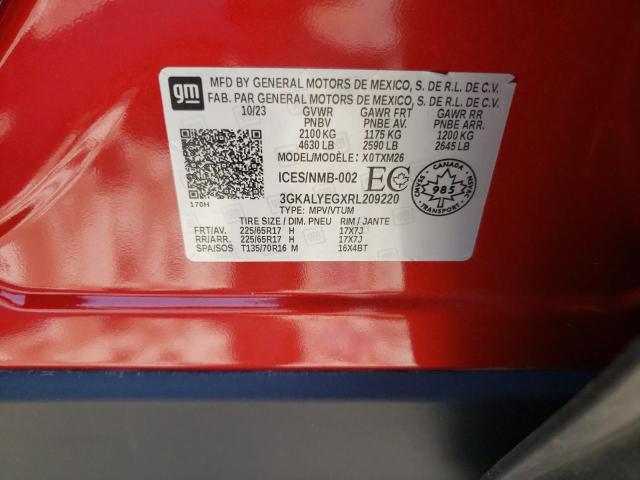 gm
MFD BY GENERAL MOTORS DE MEXICO, S. DE R.L. DE C.V.
FAB. PAR GENERAL MOTORS DE MEXICO, S. DE R.L. DE C.V.
10/23 GVWR GAWR FRT GAWR RR
PNBV PNBE AV. PNBE ARR.
2100 KG 1175 KG 1200 KG
4630 LB 2590 LB 2645 LB
MODEL/MODÈLE: X0TXM26
ICES/NMB-002 EC
CANADA
CMVSS 985 NSVAC
TRANSPORT
170H
3GKALYEGXRL209220
TYPE: MPV/VTUM
TIRE SIZE / DIM. PNEU RIM / JANTE
FRT/AV. 225/65R17 H 17X7J
RR/ARR. 225/65R17 H 17X7J
SPA/SOS T135/70R16 M 16X4BT